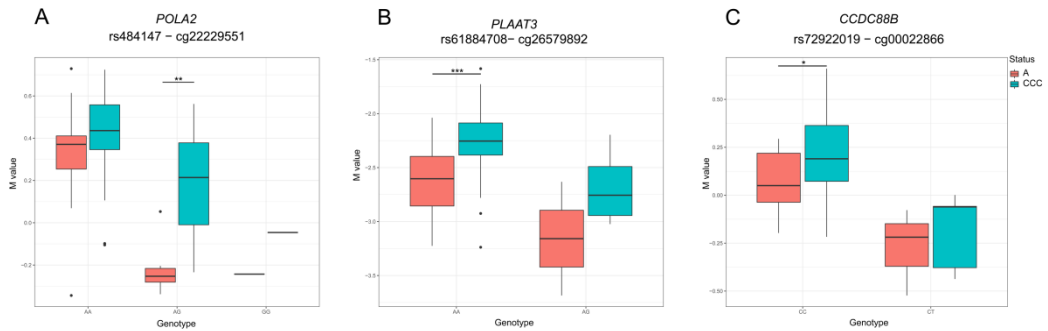 A
POLA2
rs484147 – cg22229551
M value
0.6
0.4
0.2
0.0
−0.2
**
AA
AG
GG
Genotype
B
PLAAT3
rs61884708– cg26579892
M value
−1.5
−2.0
−2.5
−3.0
−3.5
***
AA
AG
Genotype
C
CCDC88B
rs72922019 – cg00022866
M value
0.50
0.25
0.00
−0.25
−0.50
*
CC
CT
Genotype
Status
A
CCC